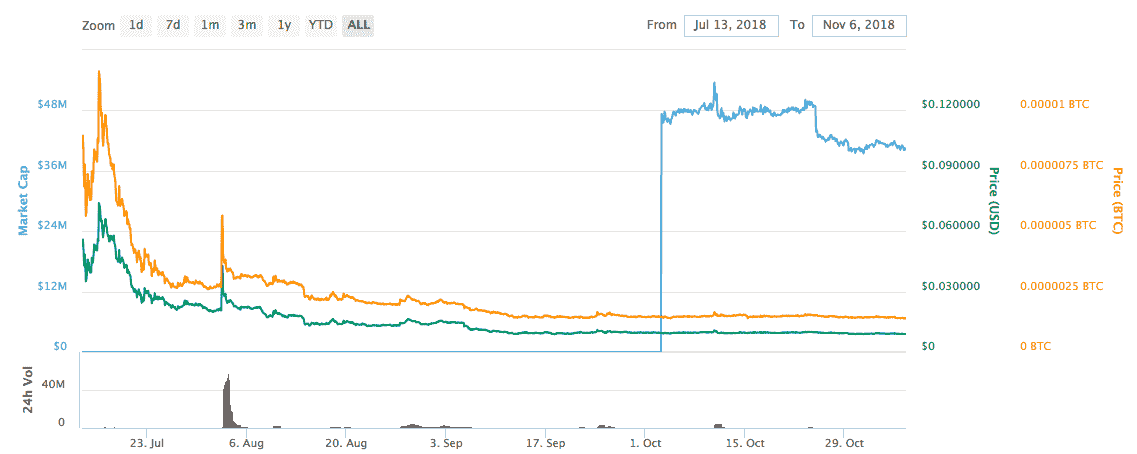 Zoom 1d 7d 1m 3m 1y YTD ALL From Jul 13, 2018 To Nov 6, 2018
$48M $0.120000 0.00001 BTC
$36M $0.090000 0.0000075 BTC
Market Cap Price (USD) Price (BTC)
$24M $0.060000 0.000005 BTC
$12M $0.030000 0.0000025 BTC
$0 $0 0 BTC
24h Vol
40M
0
23. Jul 6. Aug 20. Aug 3. Sep 17. Sep 1. Oct 15. Oct 29. Oct